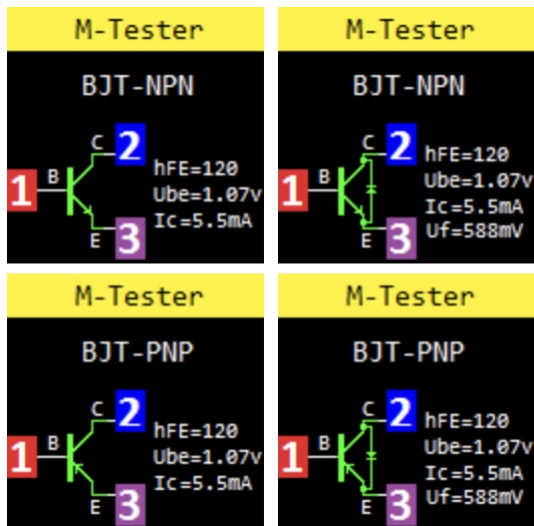 M-Tester
BJT-NPN
C 2
1 B
hFE=120
Ube=1.07v
Ic=5.5mA
E 3
M-Tester
BJT-NPN
C 2
1 B
hFE=120
Ube=1.07v
Ic=5.5mA
Uf=588mV
E 3
M-Tester
BJT-PNP
C 2
1 B
hFE=120
Ube=1.07v
Ic=5.5mA
E 3
M-Tester
BJT-PNP
C 2
1 B
hFE=120
Ube=1.07v
Ic=5.5mA
Uf=588mV
E 3